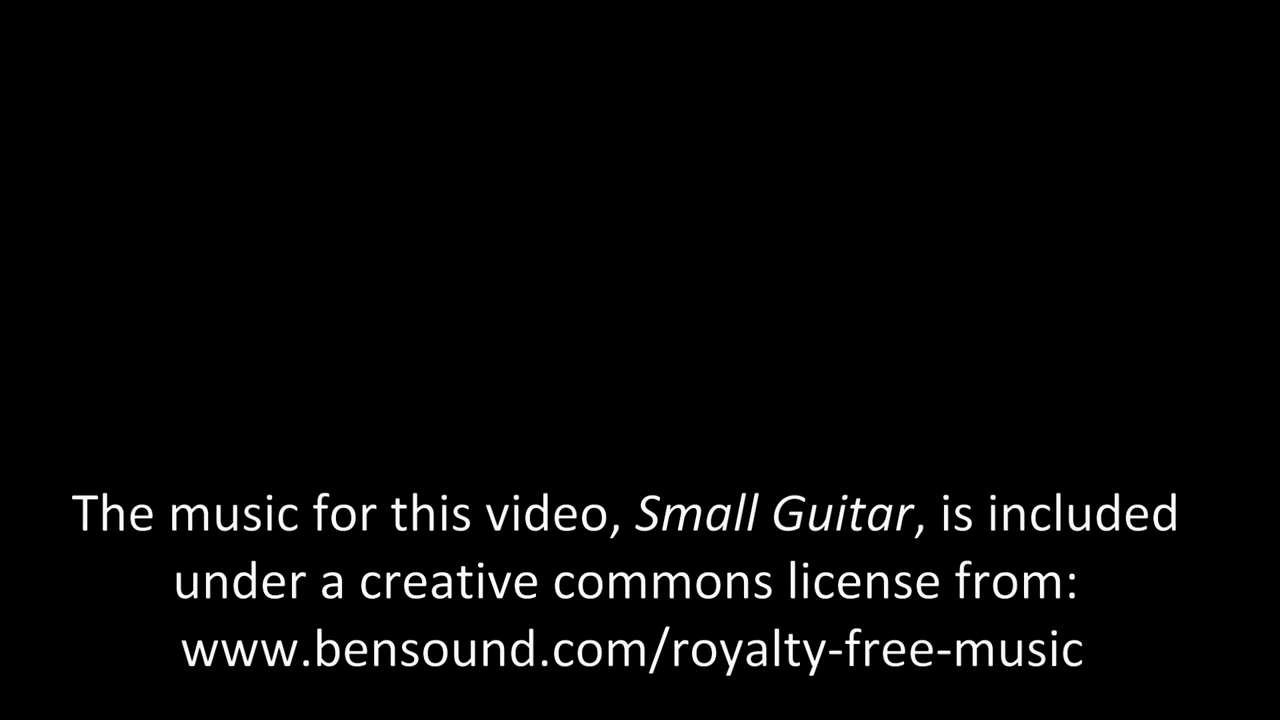 The music for this video, Small Guitar, is included
under a creative commons license from:
www.bensound.com/royalty-free-music